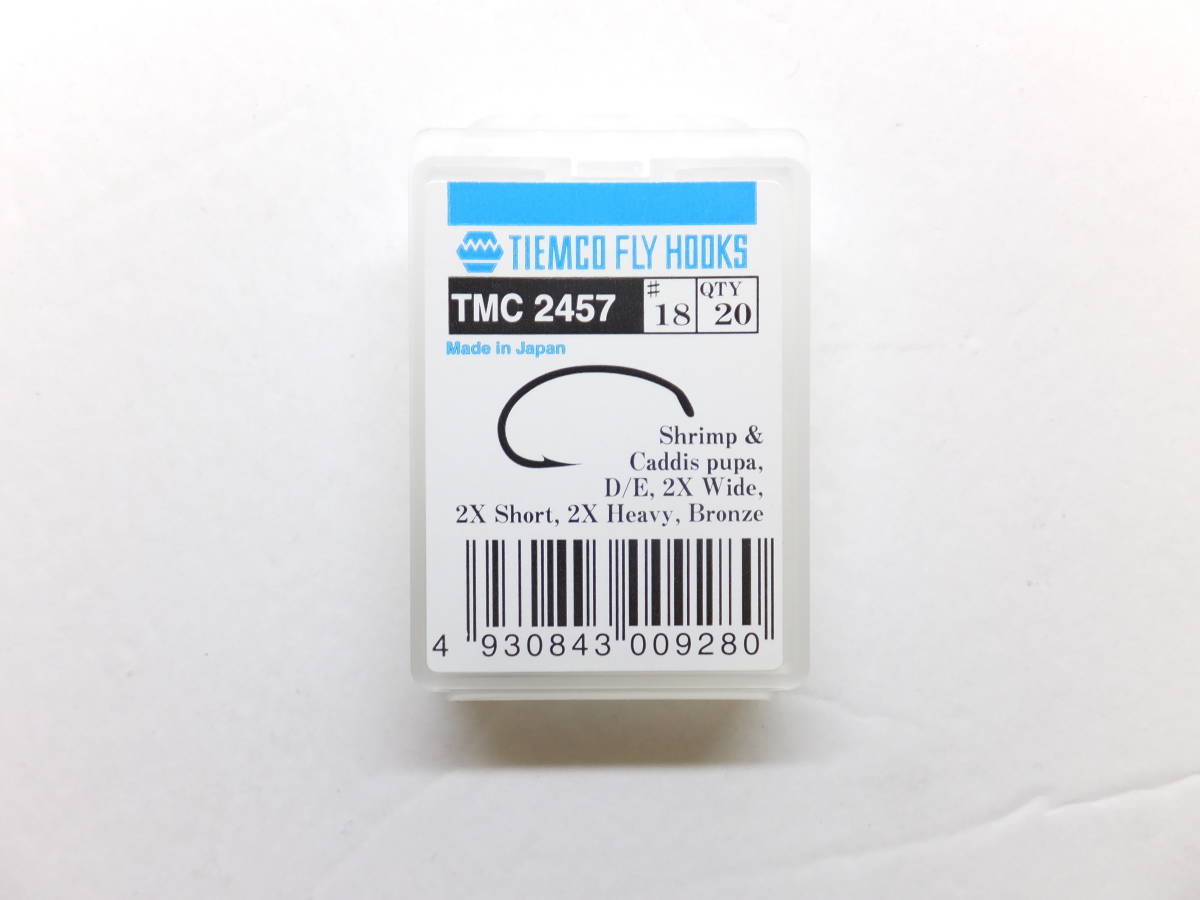 TIEMCO FLY HOOKS
TMC 2457 # 18 QTY 20
Made in Japan
Shrimp &
Caddis pupa,
D/E, 2X Wide,
2X Short, 2X Heavy, Bronze
4 930843 009280